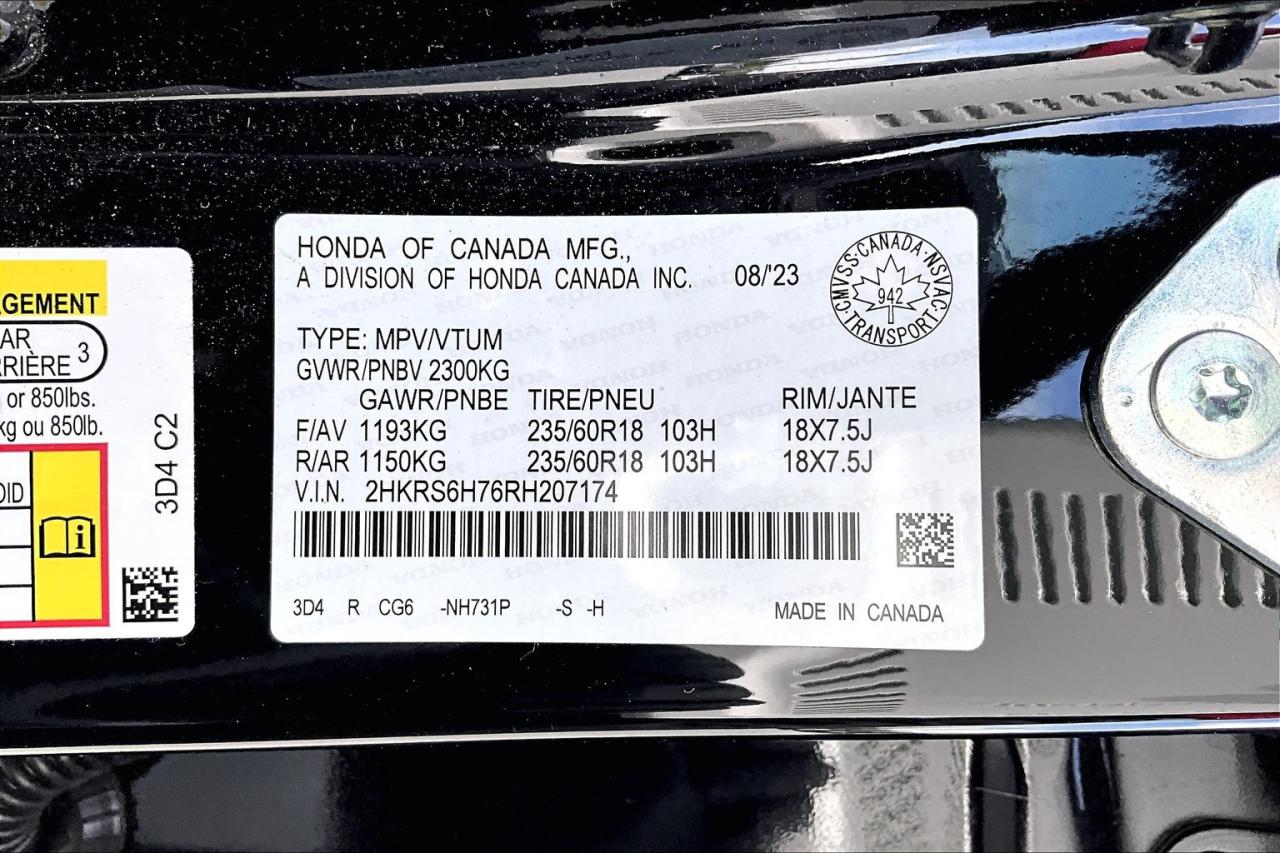 GEMENT
AR
RIÈRE 3
or 850lbs.
kg ou 850lb.
OID
3D4 C2
HONDA OF CANADA MFG.,
A DIVISION OF HONDA CANADA INC. 08/'23
CMVSS·CANADA·NSVAC·TRANSPORT·
942
TYPE: MPV/VTUM
GVWR/PNBV 2300KG
GAWR/PNBE TIRE/PNEU RIM/JANTE
F/AV 1193KG 235/60R18 103H 18X7.5J
R/AR 1150KG 235/60R18 103H 18X7.5J
V.I.N. 2HKRS6H76RH207174
3D4 R CG6 -NH731P -S -H MADE IN CANADA